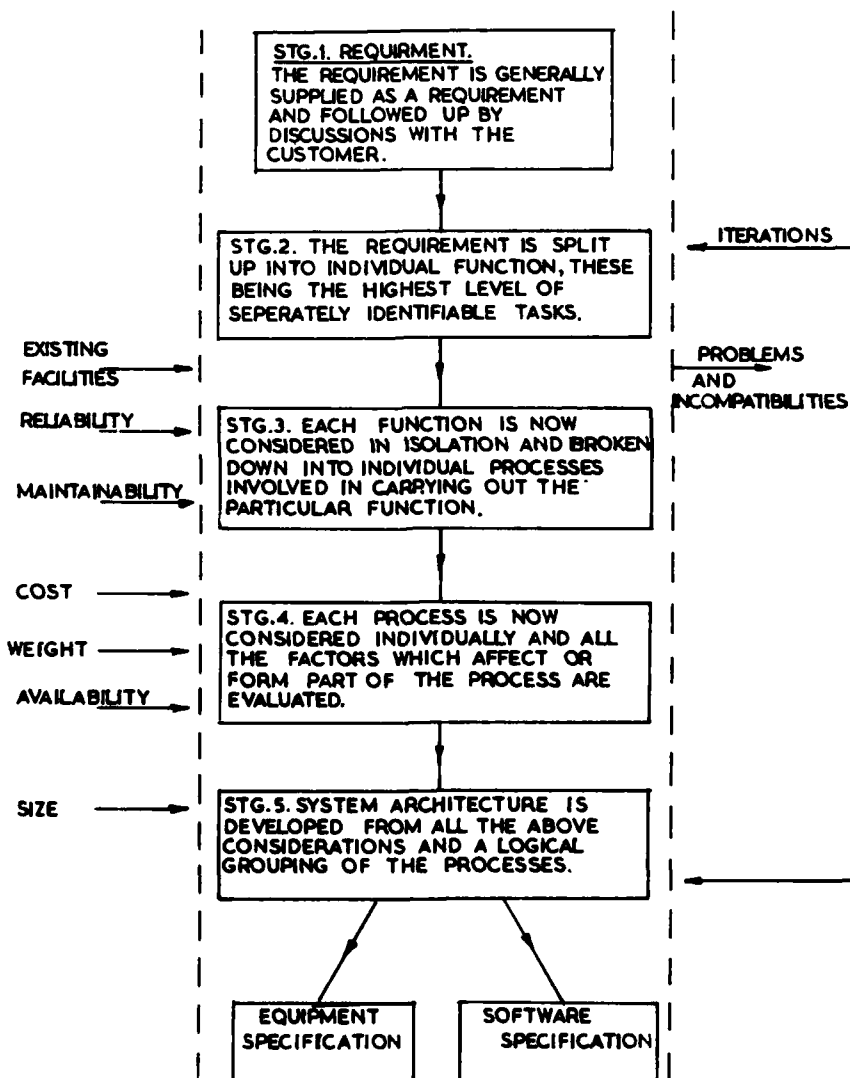 STG.1. REQUIRMENT.
THE REQUIREMENT IS GENERALLY
SUPPLIED AS A REQUIREMENT
AND FOLLOWED UP BY
DISCUSSIONS WITH THE
CUSTOMER.
STG.2. THE REQUIREMENT IS SPLIT
UP INTO INDIVIDUAL FUNCTION, THESE
BEING THE HIGHEST LEVEL OF
SEPERATELY IDENTIFIABLE TASKS.
ITERATIONS
EXISTING
FACILITIES
PROBLEMS
AND
INCOMPATIBILITIES
RELIABILITY
MAINTAINABILITY
STG.3. EACH FUNCTION IS NOW
CONSIDERED IN ISOLATION AND BROKEN
DOWN INTO INDIVIDUAL PROCESSES
INVOLVED IN CARRYING OUT THE
PARTICULAR FUNCTION.
COST
WEIGHT
AVAILABILITY
STG.4. EACH PROCESS IS NOW
CONSIDERED INDIVIDUALLY AND ALL
THE FACTORS WHICH AFFECT OR
FORM PART OF THE PROCESS ARE
EVALUATED.
SIZE
STG.5. SYSTEM ARCHITECTURE IS
DEVELOPED FROM ALL THE ABOVE
CONSIDERATIONS AND A LOGICAL
GROUPING OF THE PROCESSES.
EQUIPMENT
SPECIFICATION
SOFTWARE
SPECIFICATION